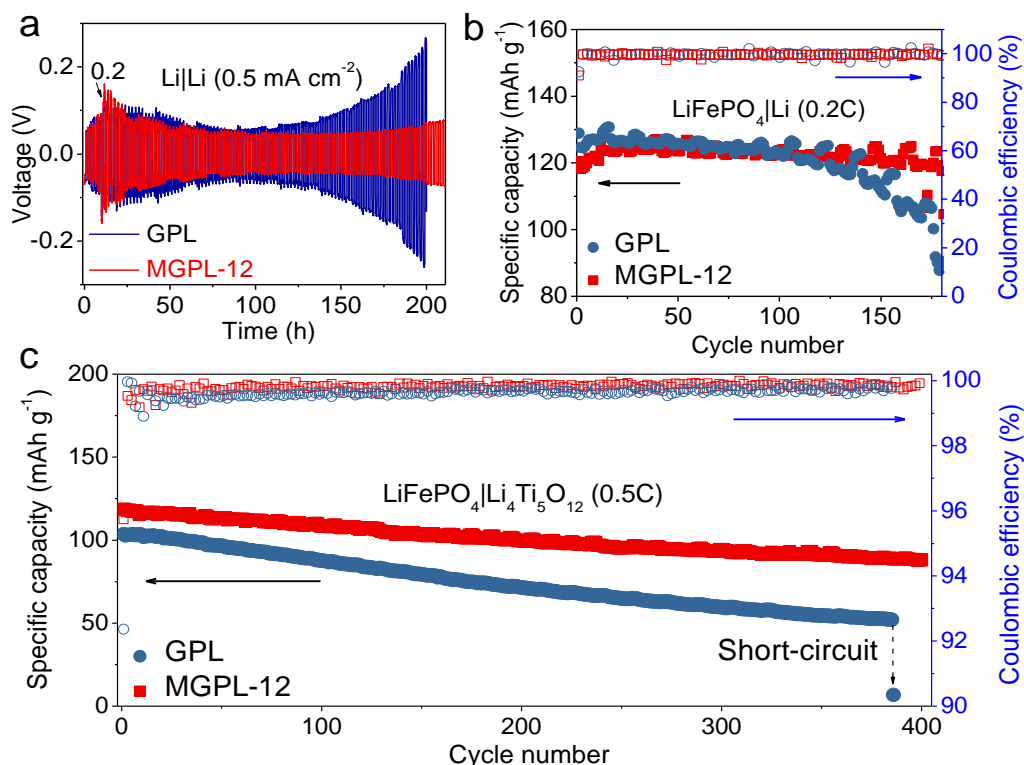 a
0.2
Li|Li (0.5 mA cm⁻²)
0.2
0.0
-0.2
Voltage (V)
GPL
MGPL-12
0 50 100 150 200
Time (h)
b
160
140
120
100
80
Specific capacity (mAh g⁻¹)
LiFePO₄|Li (0.2C)
GPL
MGPL-12
0 50 100 150
Cycle number
100
80
60
40
20
0
Coulombic efficiency (%)
c
200
150
100
50
0
Specific capacity (mAh g⁻¹)
LiFePO₄|Li₄Ti₅O₁₂ (0.5C)
GPL
MGPL-12
Short-circuit
0 100 200 300 400
Cycle number
100
98
96
94
92
90
Coulombic efficiency (%)